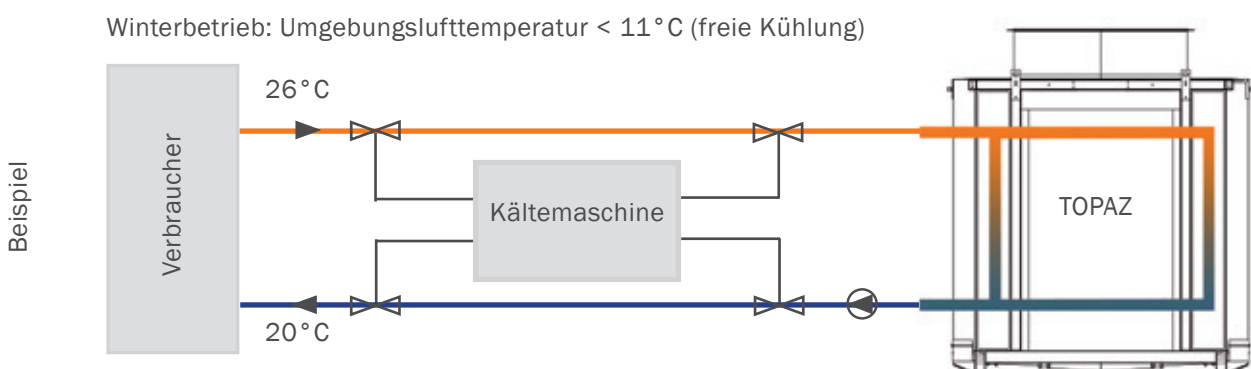 Winterbetrieb: Umgebungslufttemperatur < 11°C (freie Kühlung)
26°C
Beispiel
Verbraucher
Kältemaschine
TOPAZ
20°C